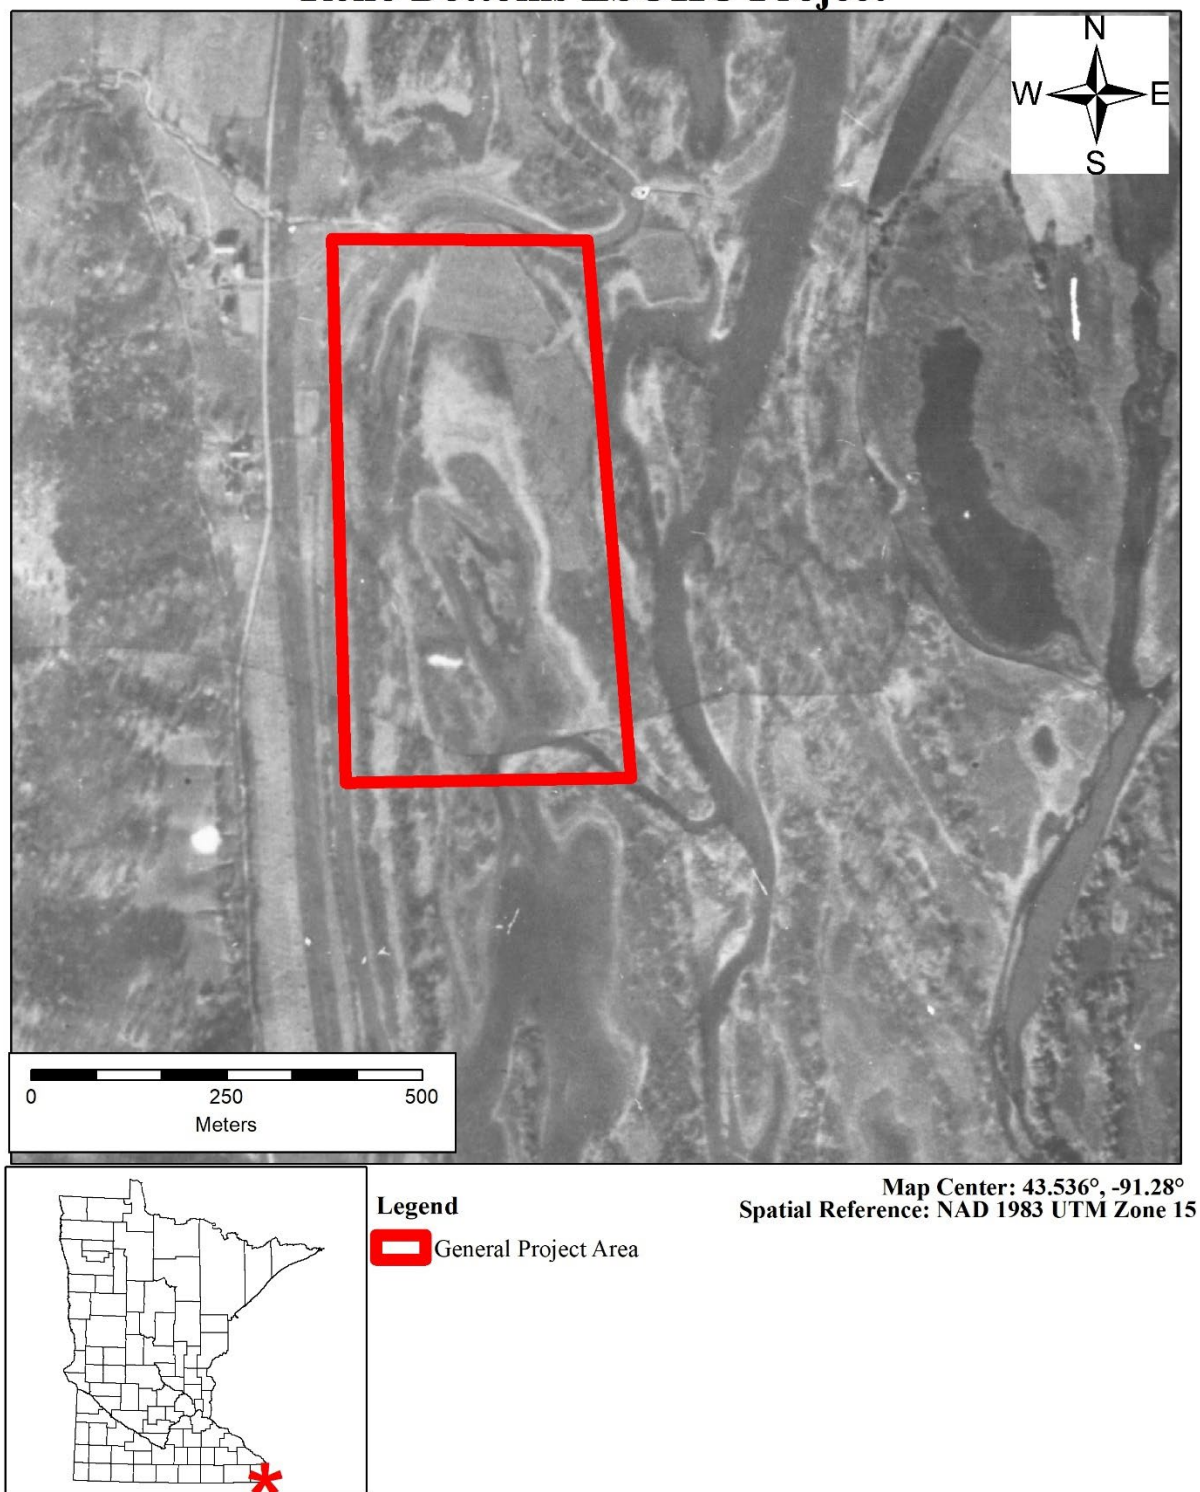 Project
N
W E
S
0 250 500
Meters
Map Center: 43.536°, -91.28°
Spatial Reference: NAD 1983 UTM Zone 15
Legend
General Project Area